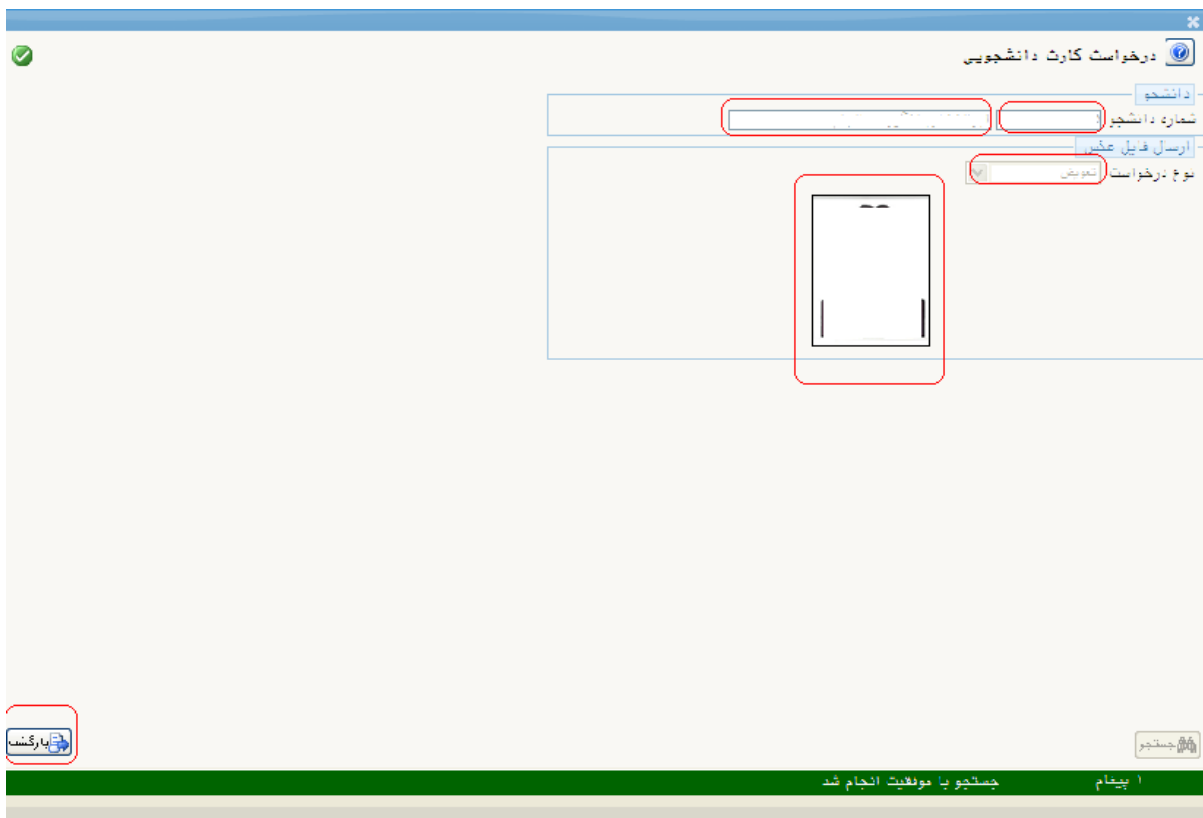 درخواست کارت دانشجویی
دانشجو
شماره دانشجو
ارسال فایل عکس
نوع درخواست تعویض
بازگشت
جستجو
۱ پیغام جستجو با موفقیت انجام شد